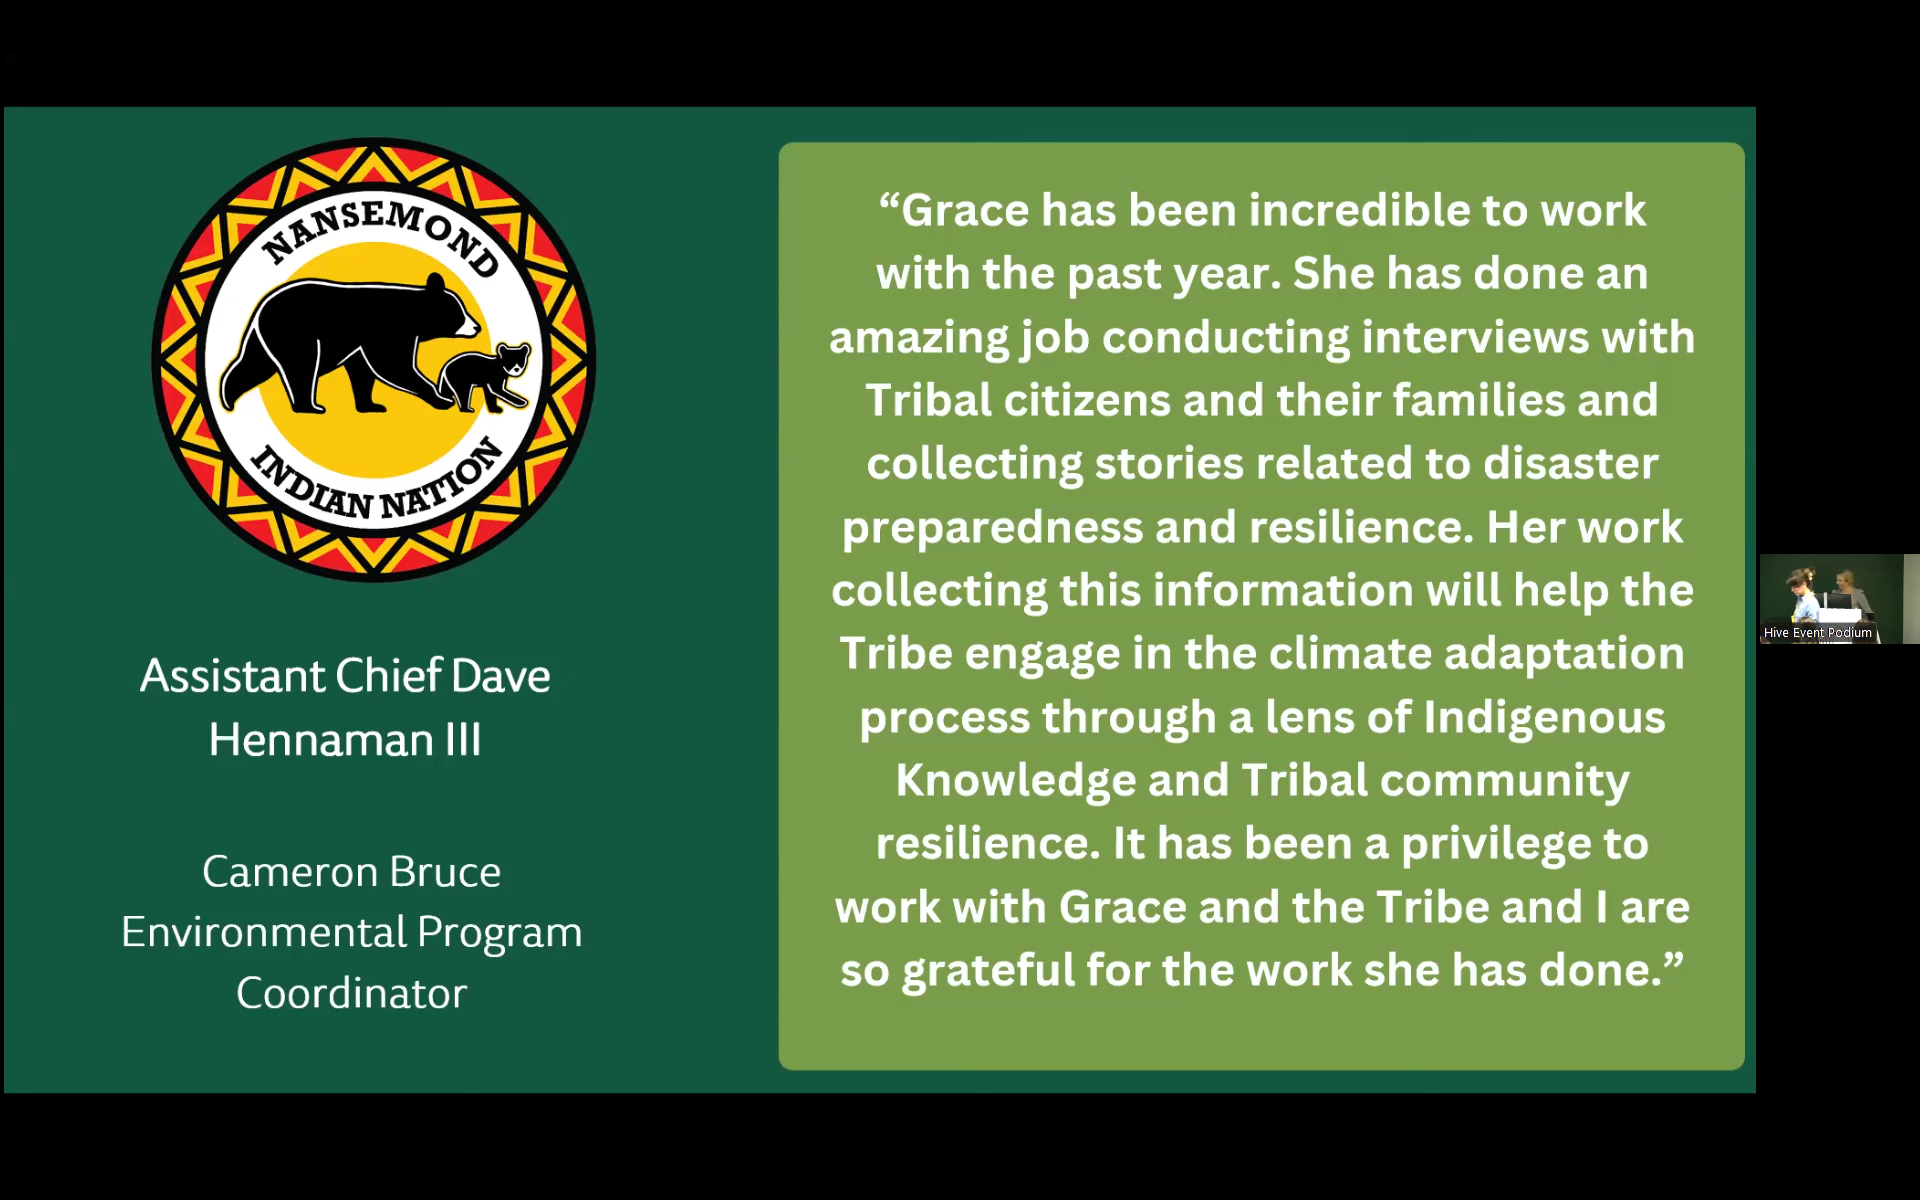 NANSEMOND
INDIAN NATION
Assistant Chief Dave
Hennaman III
Cameron Bruce
Environmental Program
Coordinator
“Grace has been incredible to work
with the past year. She has done an
amazing job conducting interviews with
Tribal citizens and their families and
collecting stories related to disaster
preparedness and resilience. Her work
collecting this information will help the
Tribe engage in the climate adaptation
process through a lens of Indigenous
Knowledge and Tribal community
resilience. It has been a privilege to
work with Grace and the Tribe and I are
so grateful for the work she has done.”
Hive Event Podium